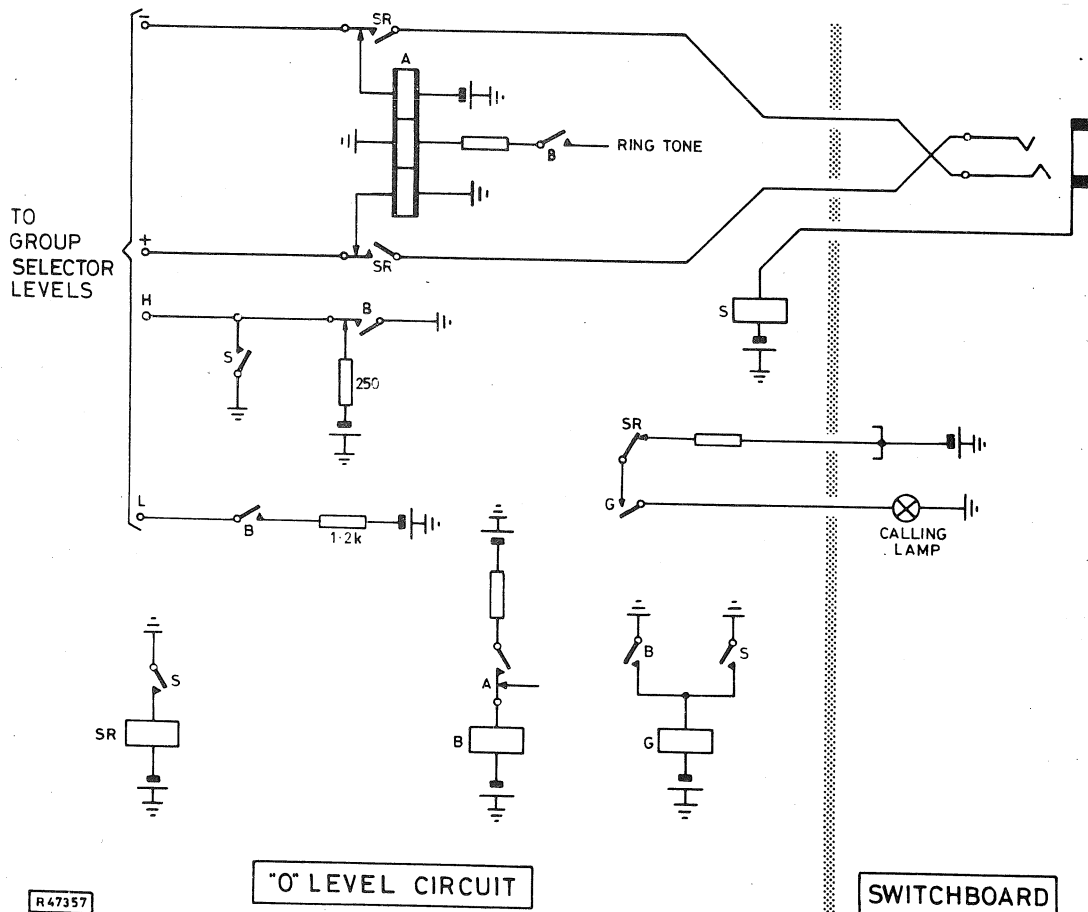 −
SR
A
B
RING TONE
TO
GROUP
SELECTOR
LEVELS
+
SR
H
B
S
S
250
SR
L
B
1·2k
G
CALLING
LAMP
S
SR
A
B
B
S
G
"O" LEVEL CIRCUIT
SWITCHBOARD
R47357